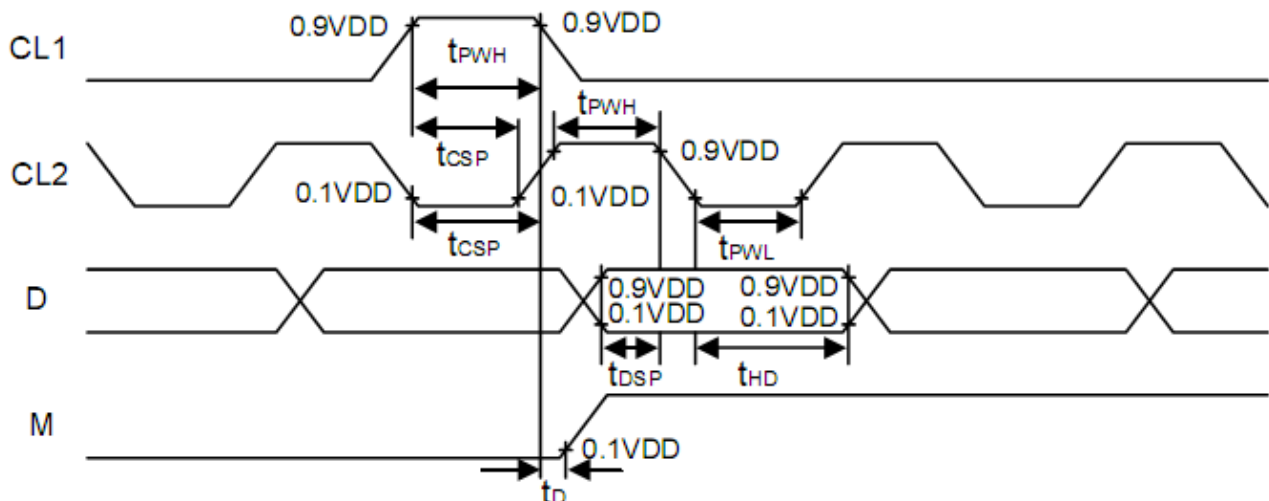 0.9VDD 0.9VDD
CL1
tPWH
tPWH
tCSP
CL2
0.9VDD
0.1VDD 0.1VDD
tCSP
tPWL
D
0.9VDD 0.9VDD
0.1VDD 0.1VDD
tDSP tHD
M
0.1VDD
tD